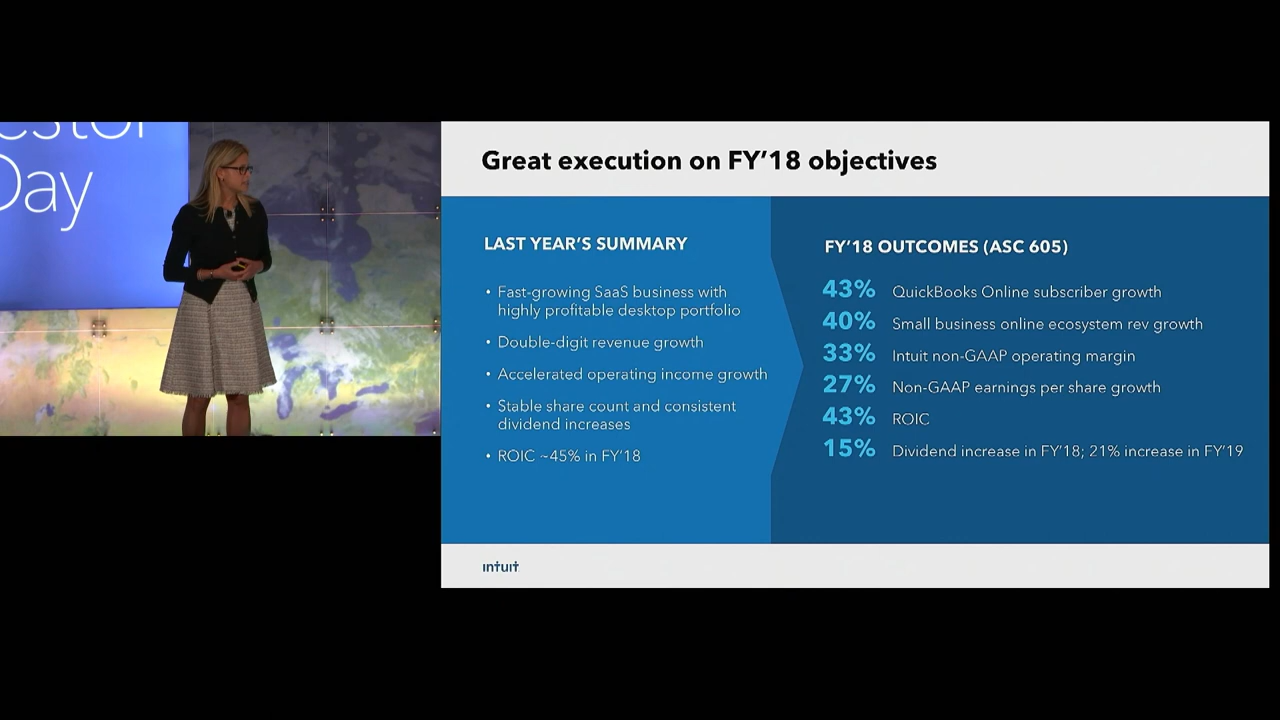 Day
Great execution on FY'18 objectives
LAST YEAR'S SUMMARY
• Fast-growing SaaS business with
highly profitable desktop portfolio
• Double-digit revenue growth
• Accelerated operating income growth
• Stable share count and consistent
dividend increases
• ROIC ~45% in FY'18
FY'18 OUTCOMES (ASC 605)
43% QuickBooks Online subscriber growth
40% Small business online ecosystem rev growth
33% Intuit non-GAAP operating margin
27% Non-GAAP earnings per share growth
43% ROIC
15% Dividend increase in FY'18; 21% increase in FY'19
intuit